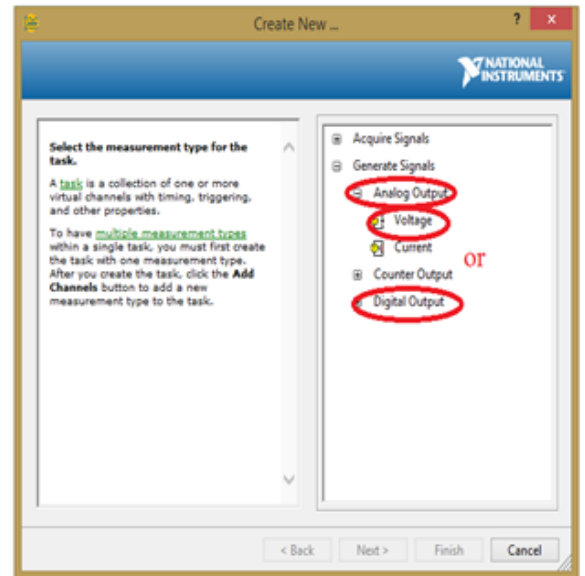 Create New ...
?
x
NATIONAL
INSTRUMENTS
Select the measurement type for the
task.
A task is a collection of one or more
virtual channels with timing, triggering,
and other properties.
To have multiple measurement types
within a single task, you must first create
the task with one measurement type.
After you create the task, click the Add
Channels button to add a new
measurement type to the task.
Acquire Signals
Generate Signals
Analog Output
Voltage
Current
or
Counter Output
Digital Output
< Back
Next >
Finish
Cancel